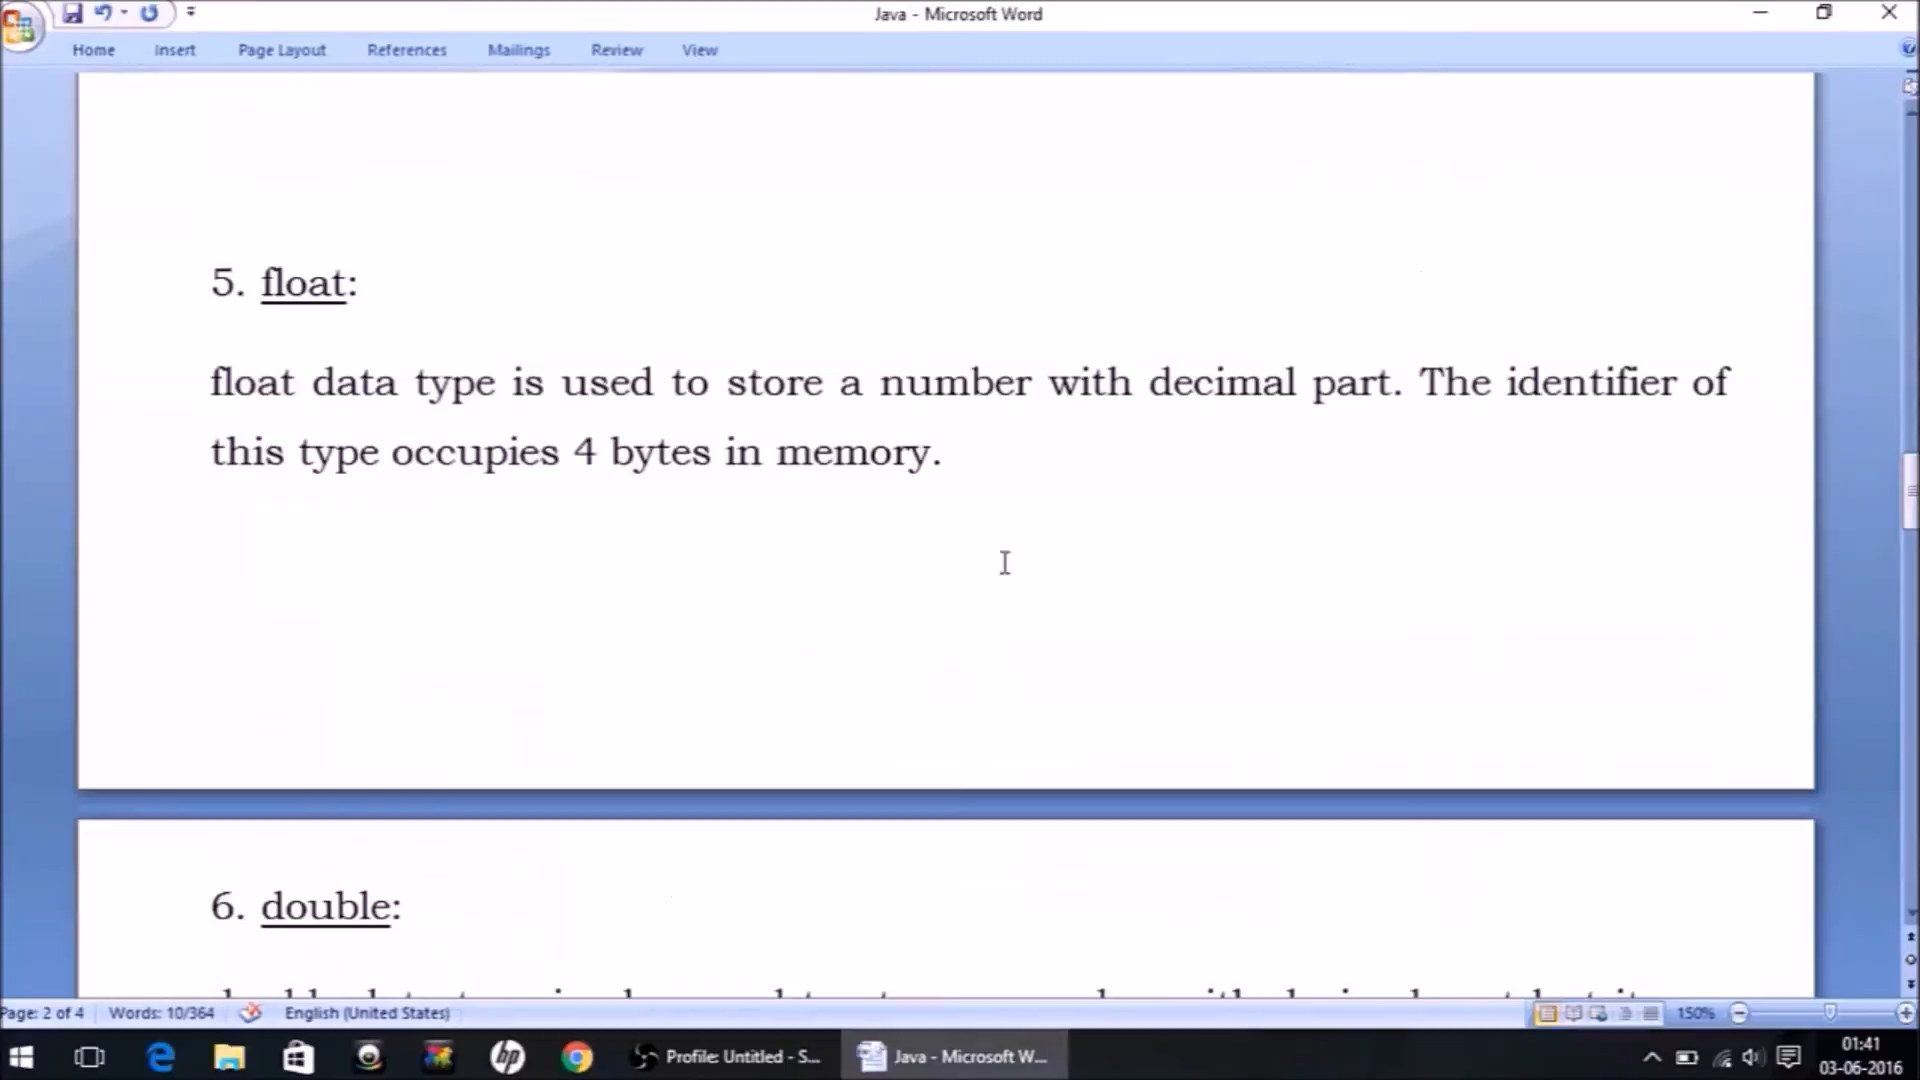 Java - Microsoft Word
Home Insert Page Layout References Mailings Review View
5. float:
float data type is used to store a number with decimal part. The identifier of
this type occupies 4 bytes in memory.
6. double:
Page: 2 of 4 Words: 10/364 English (United States) 150%
Profile: Untitled - S... Java - Microsoft W... 01:41
03-06-2016